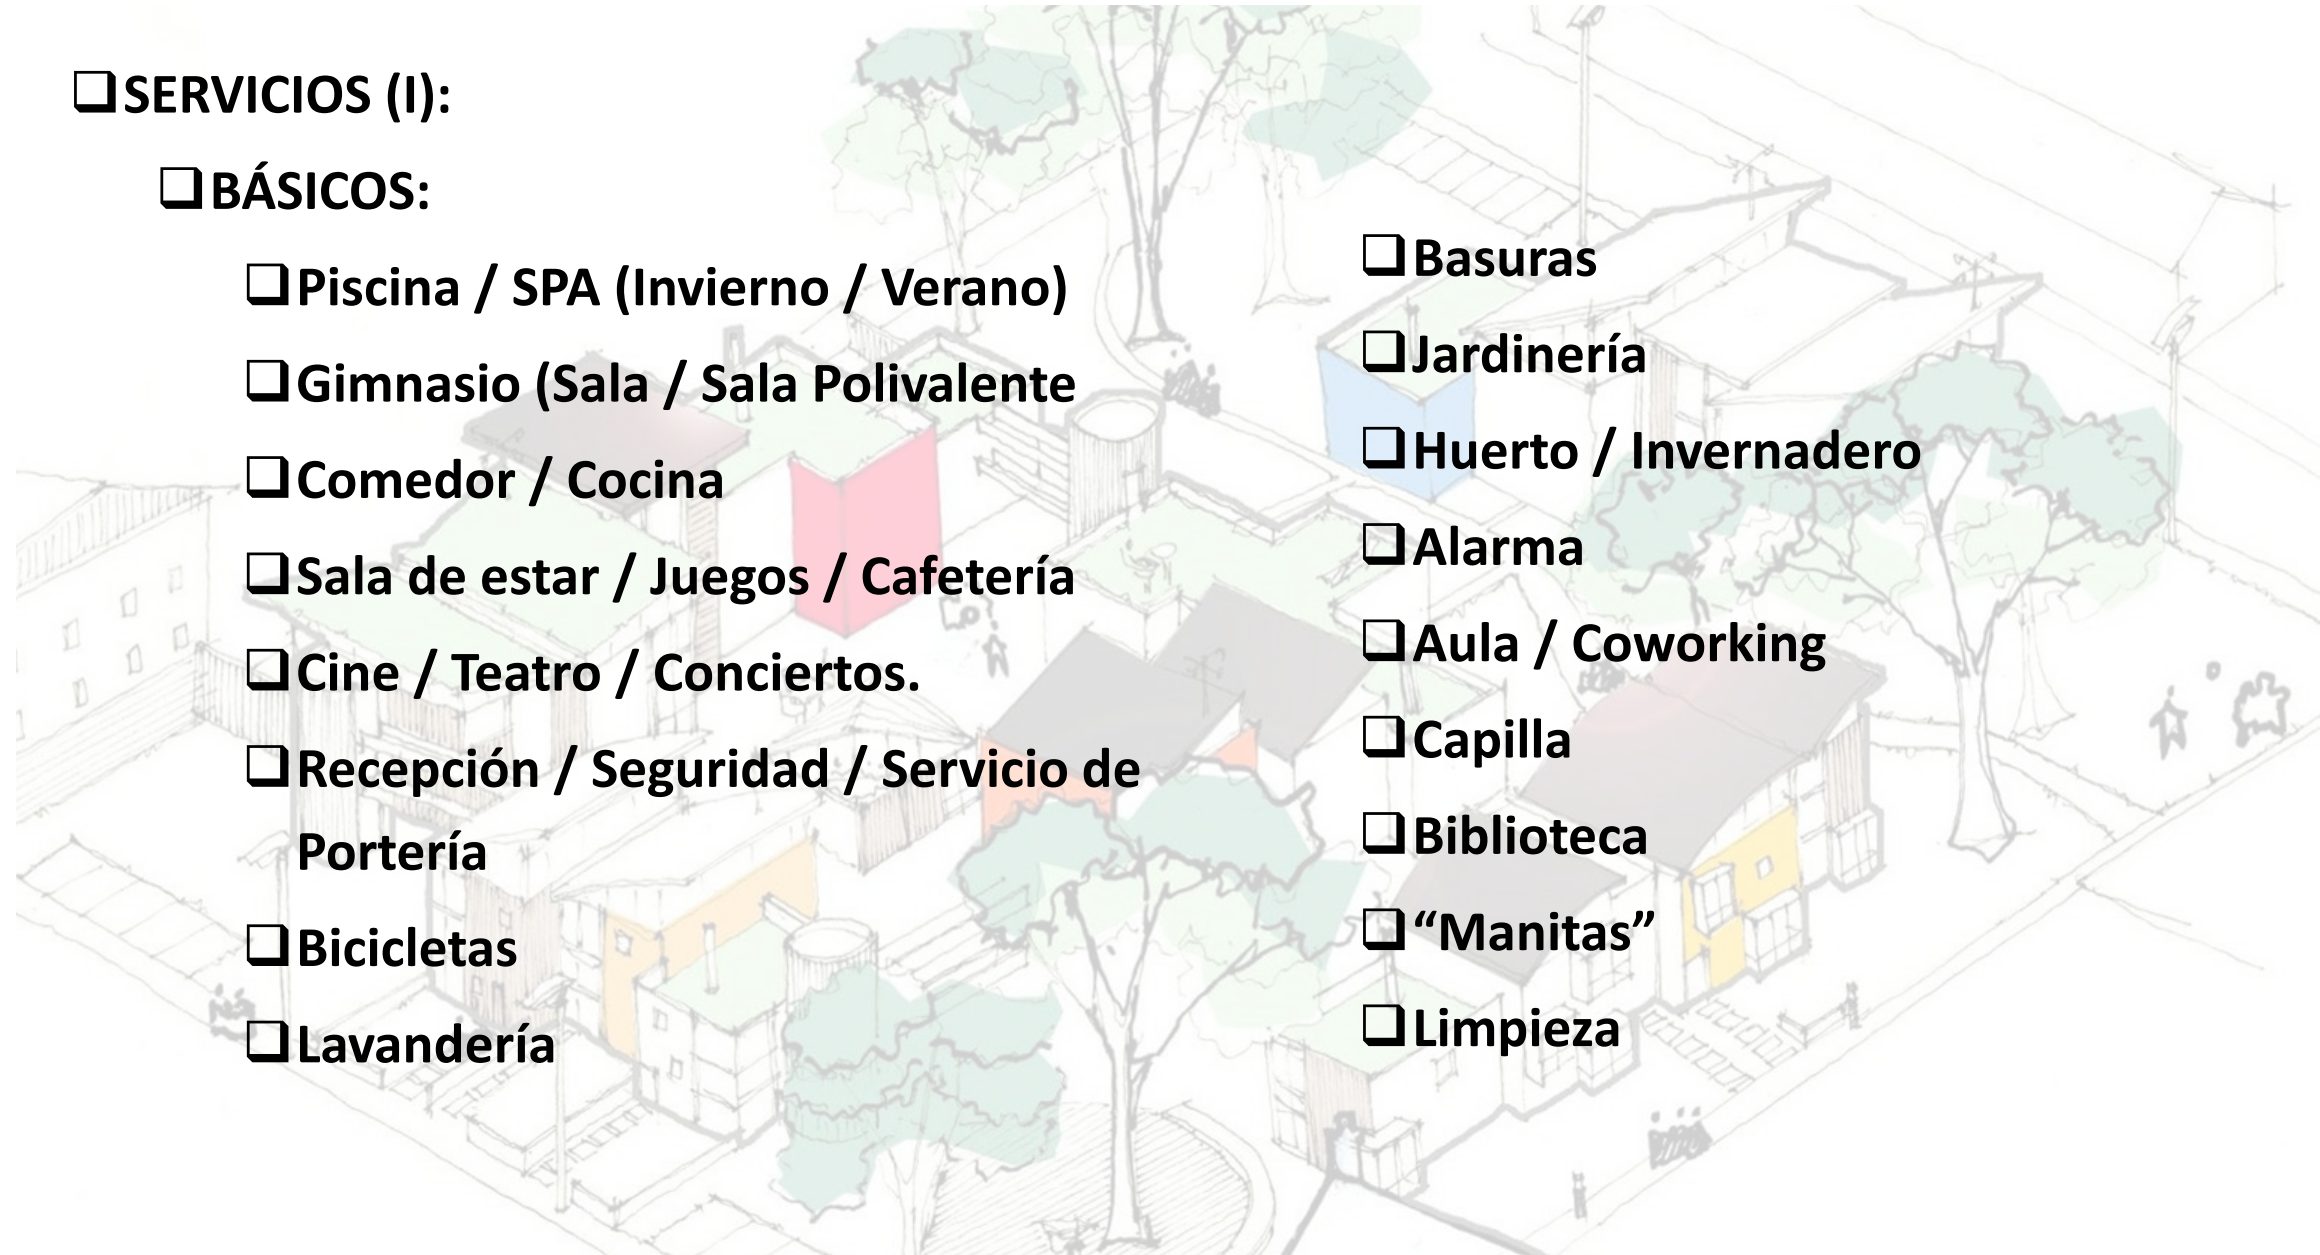 SERVICIOS (I):
BÁSICOS:
Piscina / SPA (Invierno / Verano)
Gimnasio (Sala / Sala Polivalente
Comedor / Cocina
Sala de estar / Juegos / Cafetería
Cine / Teatro / Conciertos.
Recepción / Seguridad / Servicio de
Portería
Bicicletas
Lavandería
Basuras
Jardinería
Huerto / Invernadero
Alarma
Aula / Coworking
Capilla
Biblioteca
“Manitas”
Limpieza